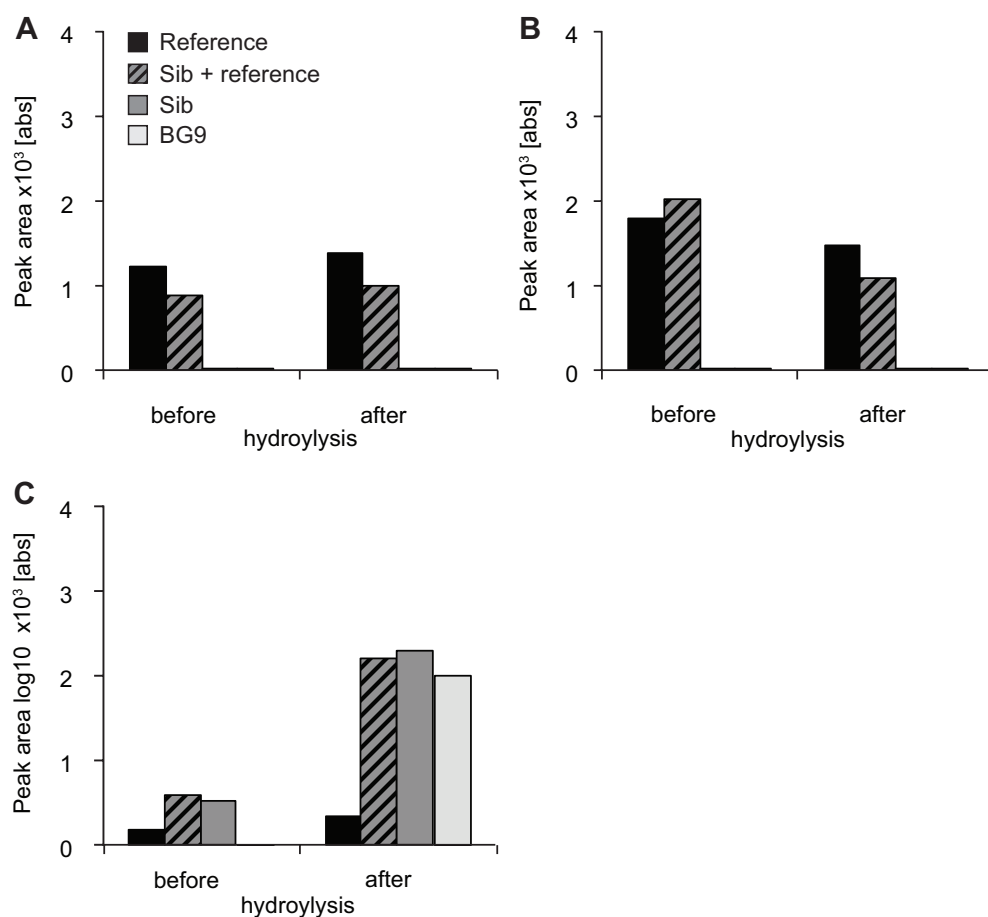 A
Peak area x10³ [abs]
4
3
2
1
0
Reference
Sib + reference
Sib
BG9
before
after
hydroylysis
B
Peak area x10³ [abs]
4
3
2
1
0
before
after
hydroylysis
C
Peak area log10 x10³ [abs]
4
3
2
1
0
before
after
hydroylysis